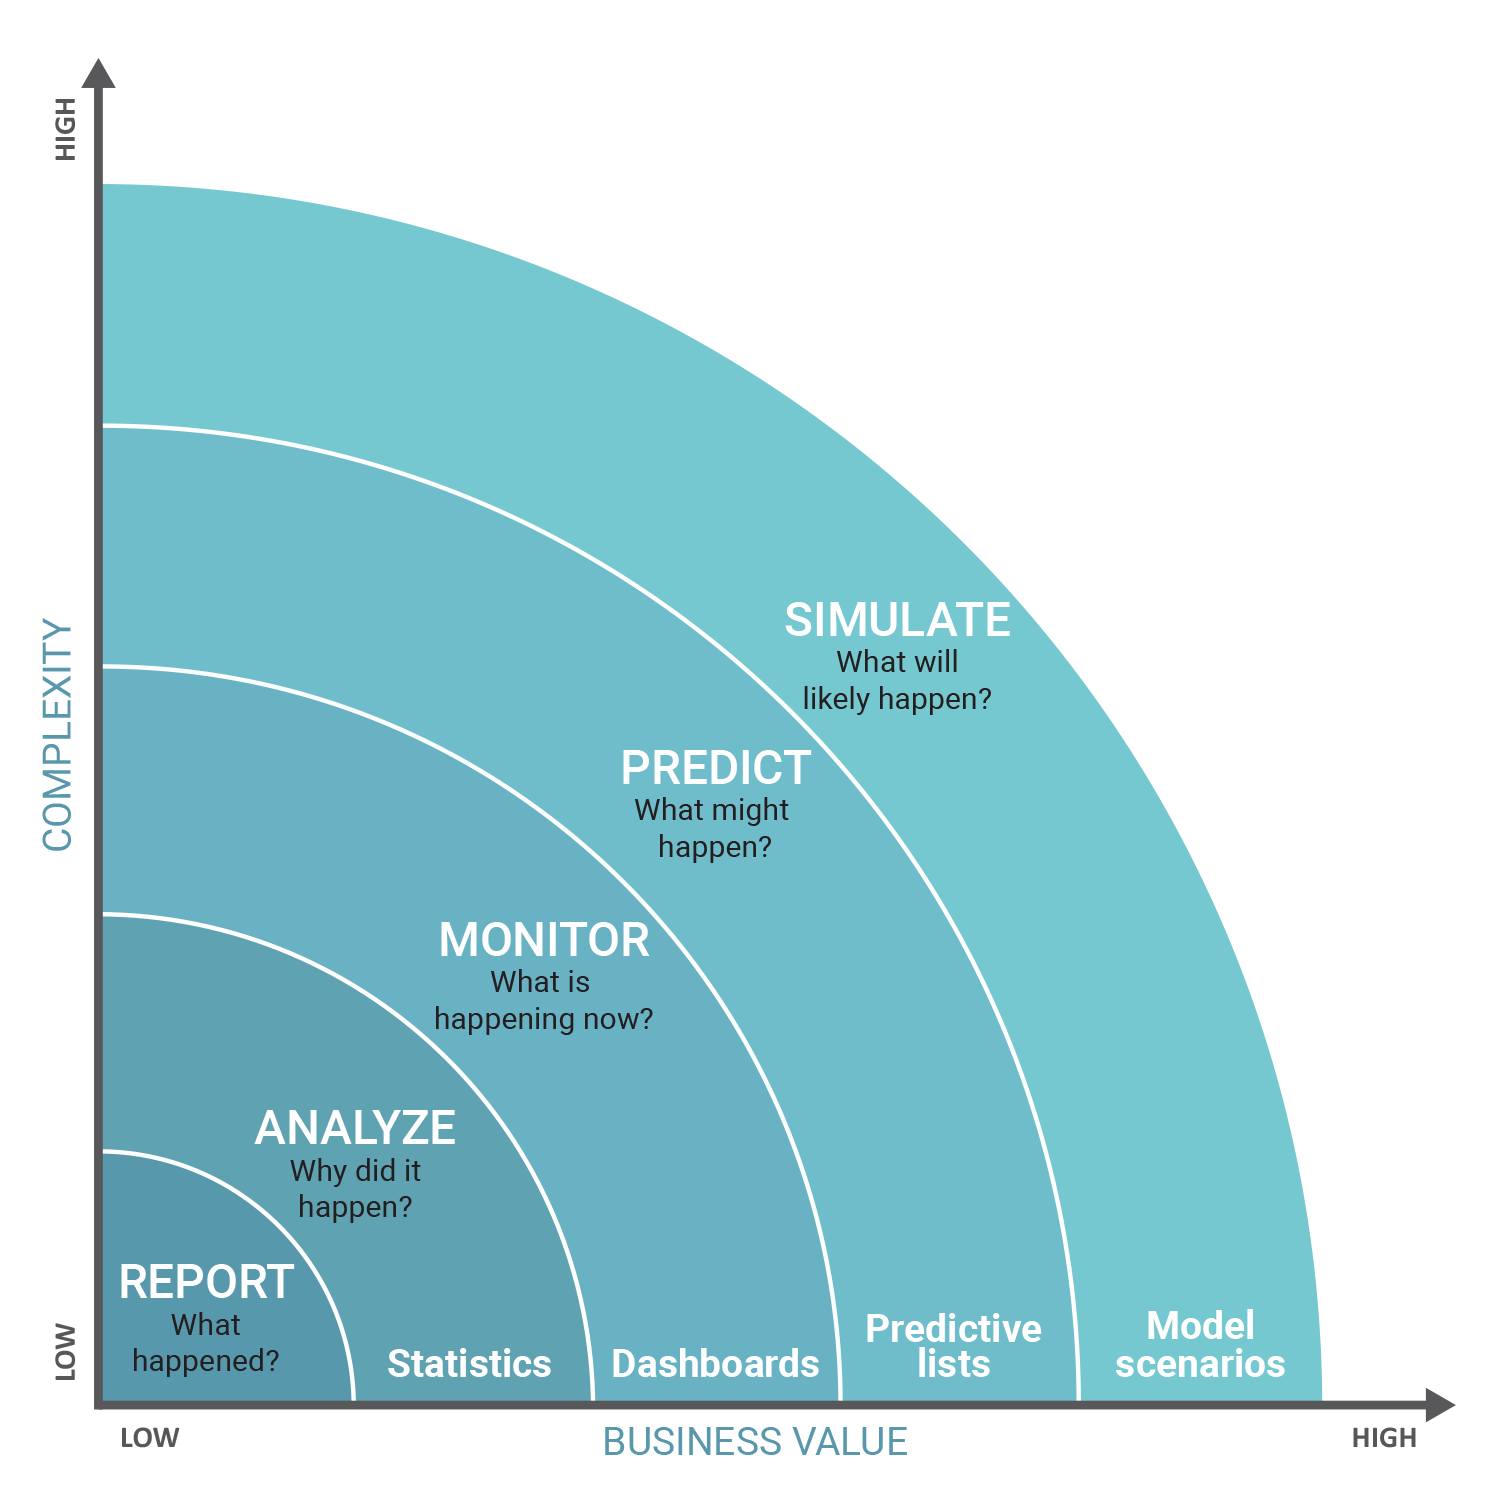 HIGH
SIMULATE
What will
likely happen?
COMPLEXITY
PREDICT
What might
happen?
MONITOR
What is
happening now?
ANALYZE
Why did it
happen?
REPORT
What
happened?
Statistics
Dashboards
Predictive
lists
Model
scenarios
LOW
LOW
BUSINESS VALUE
HIGH